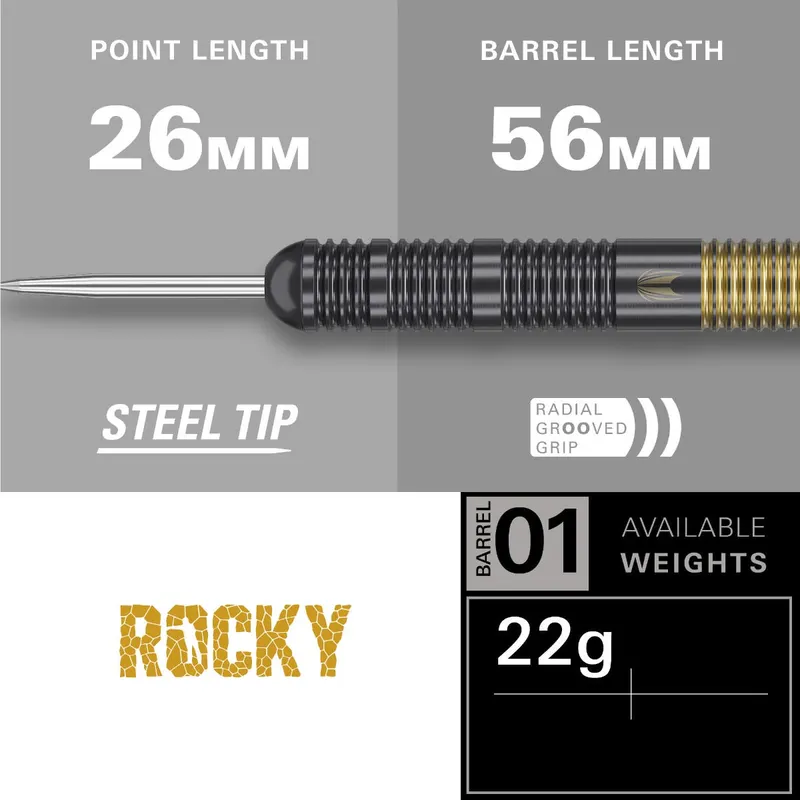 POINT LENGTH
26MM
BARREL LENGTH
56MM
STEEL TIP
RADIAL
GROOVED
GRIP
ROCKY
BARREL
01
AVAILABLE
WEIGHTS
22g